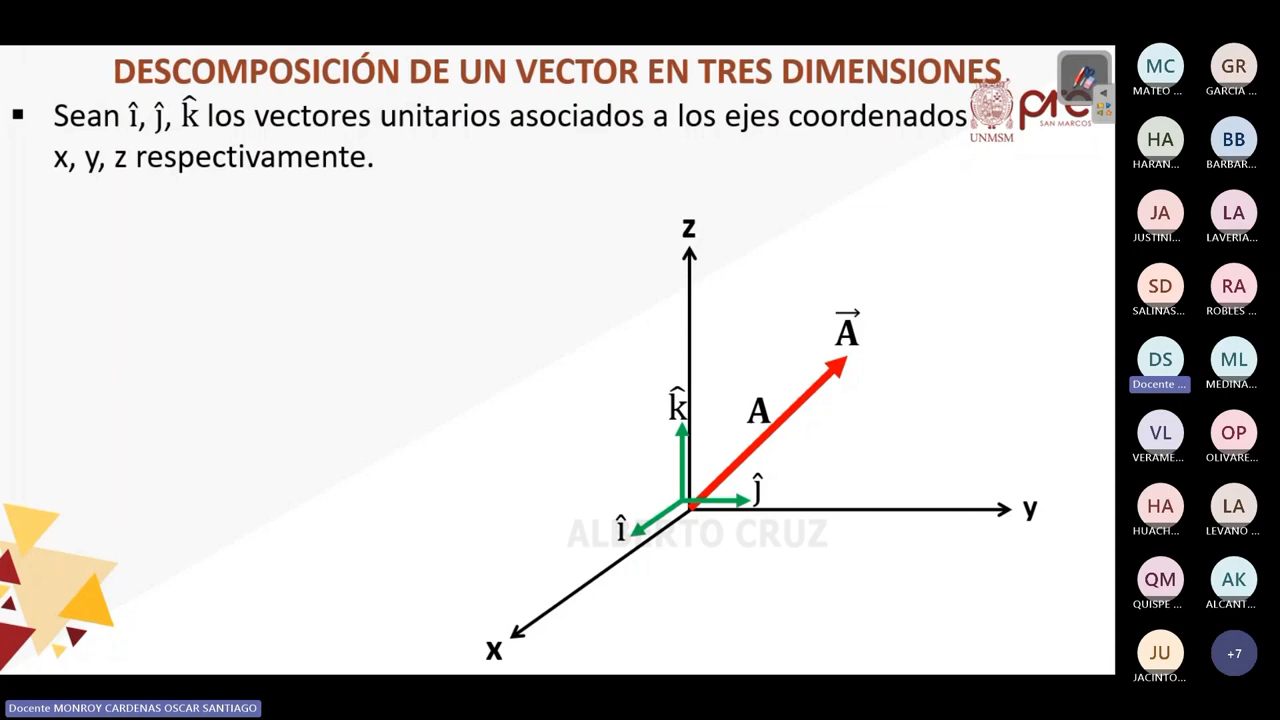 DESCOMPOSICIÓN DE UN VECTOR EN TRES DIMENSIONES
▪ Sean î, ĵ, k̂ los vectores unitarios asociados a los ejes coordenados
x, y, z respectivamente.
UNMSM
pre
SAN MARCOS
z
A⃗
k̂
A
ĵ
y
î
ALBERTO CRUZ
x
MC
MATEO ...
GR
GARCIA ...
HA
HARAN...
BB
BARBAR...
JA
JUSTINI...
LA
LAVERIA...
SD
SALINAS...
RA
ROBLES ...
DS
Docente ...
ML
MEDINA...
VL
VERAME...
OP
OLIVARE...
HA
HUACH...
LA
LEVANO ...
QM
QUISPE ...
AK
ALCANT...
JU
JACINTO...
+7
Docente MONROY CARDENAS OSCAR SANTIAGO